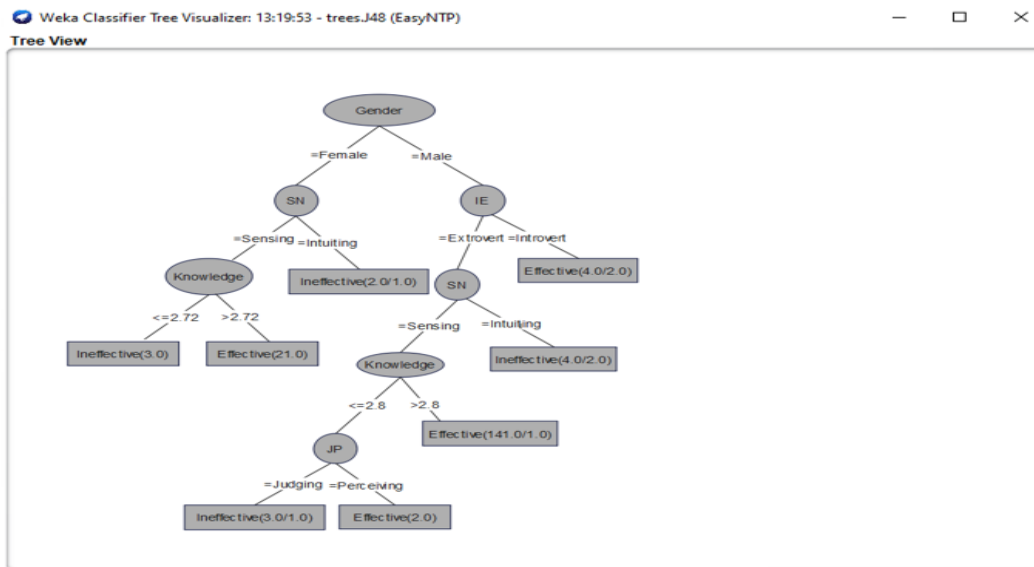 Weka Classifier Tree Visualizer: 13:19:53 - trees.J48 (EasyNTP)
Tree View
Gender
=Female =Male
SN IE
=Sensing =Intuiting =Extrovert =Introvert
Knowledge Ineffective(2.0/1.0) SN Effective(4.0/2.0)
<=2.72 >2.72 =Sensing =Intuiting
Ineffective(3.0) Effective(21.0) Knowledge Ineffective(4.0/2.0)
<=2.8 >2.8
JP Effective(141.0/1.0)
=Judging =Perceiving
Ineffective(3.0/1.0) Effective(2.0)